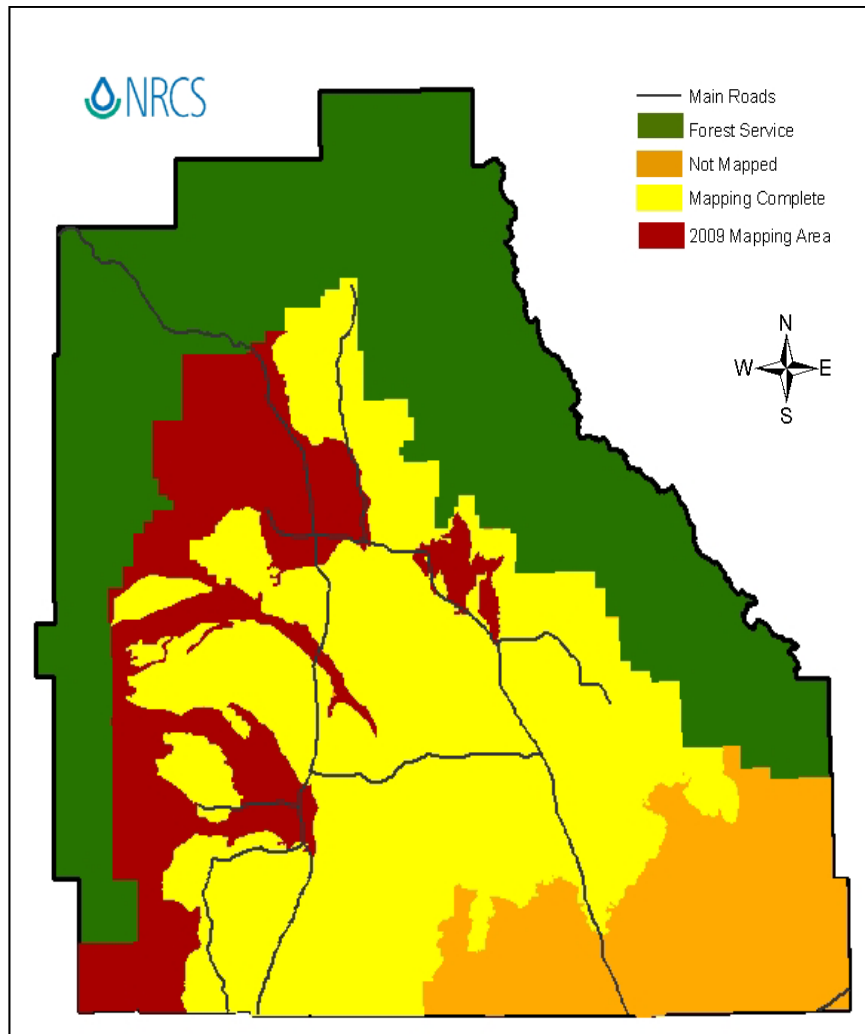 NRCS
Main Roads
Forest Service
Not Mapped
Mapping Complete
2009 Mapping Area
N
W E
S